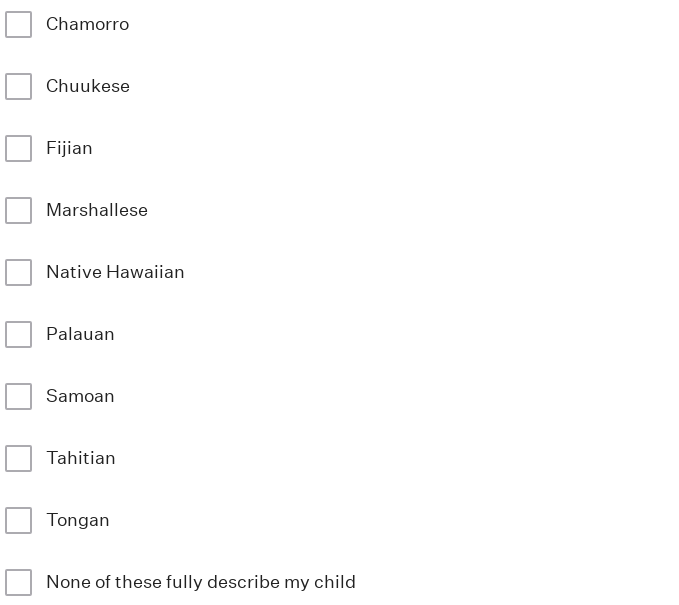 Chamorro
Chuukese
Fijian
Marshallese
Native Hawaiian
Palauan
Samoan
Tahitian
Tongan
None of these fully describe my child